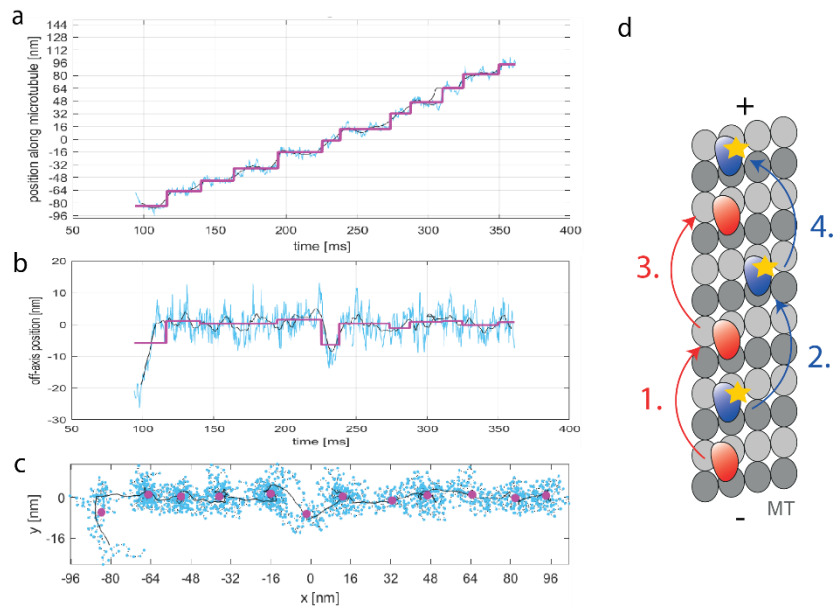 a
position along microtubule [nm]
144
128
112
96
80
64
48
32
16
0
-16
-32
-48
-64
-80
-96
50 100 150 200 250 300 350 400
time [ms]
b
off-axis position [nm]
20
10
0
-10
-20
-30
50 100 150 200 250 300 350 400
time [ms]
c
y [nm]
0
-16
-96 -80 -64 -48 -32 -16 0 16 32 48 64 80 96
x [nm]
d
+
4.
3.
2.
1.
-
MT